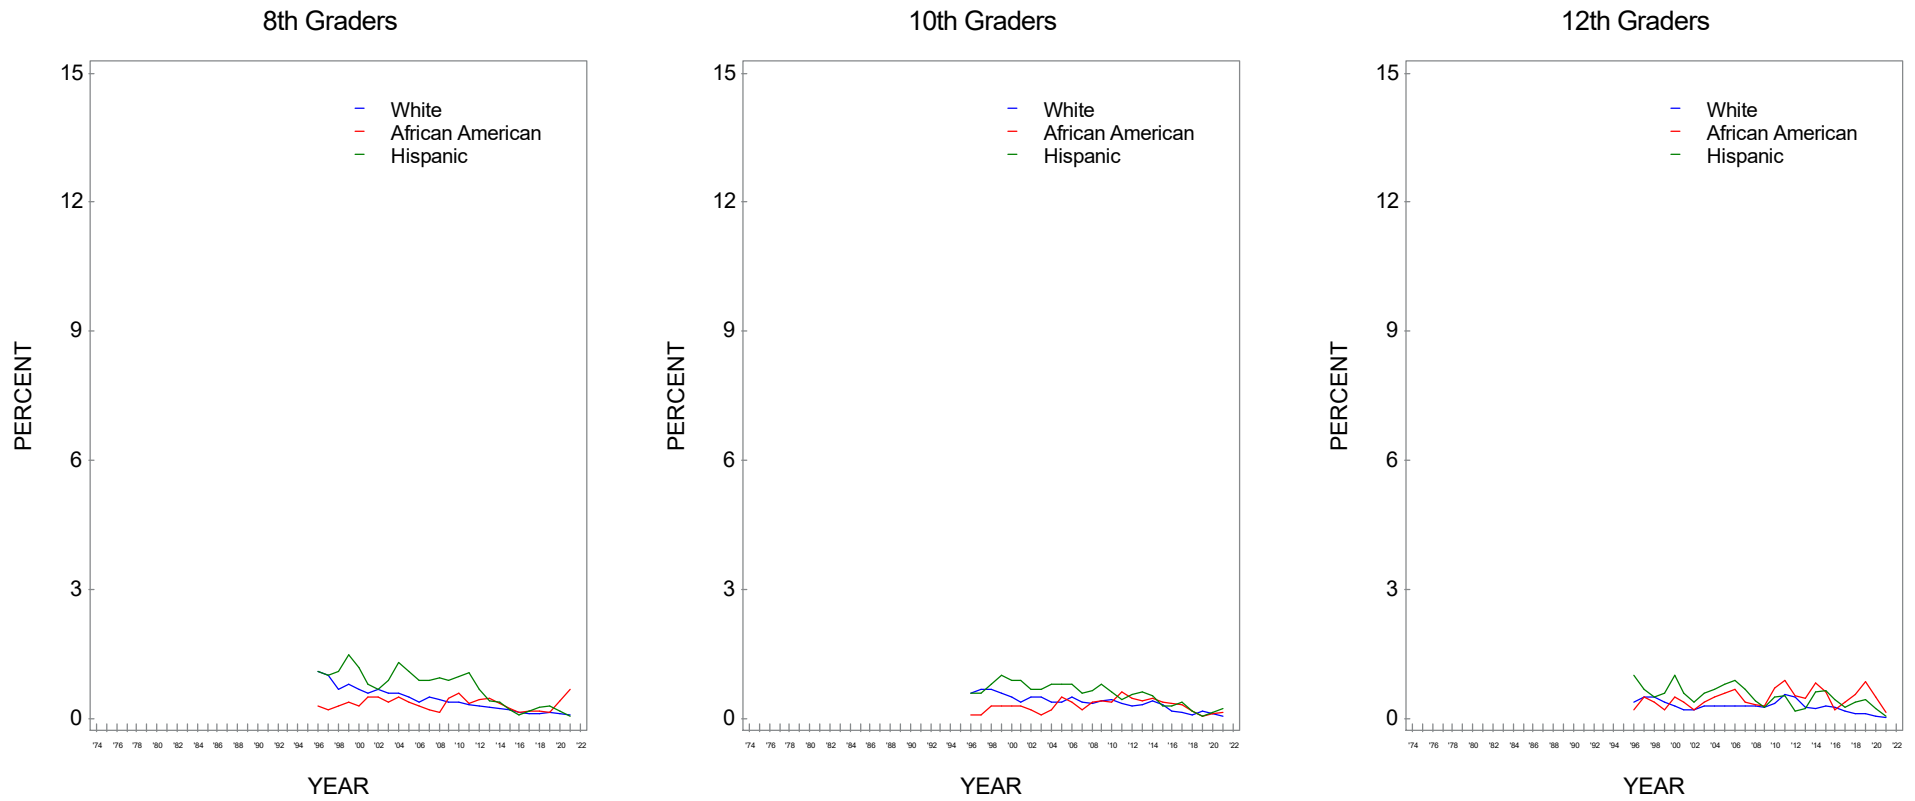 8th Graders
15
White
African American
Hispanic
12
9
PERCENT
6
3
0
'74 '76 '78 '80 '82 '84 '86 '88 '90 '92 '94 '96 '98 '00 '02 '04 '06 '08 '10 '12 '14 '16 '18 '20 '22
YEAR
10th Graders
15
White
African American
Hispanic
12
9
PERCENT
6
3
0
'74 '76 '78 '80 '82 '84 '86 '88 '90 '92 '94 '96 '98 '00 '02 '04 '06 '08 '10 '12 '14 '16 '18 '20 '22
YEAR
12th Graders
15
White
African American
Hispanic
12
9
PERCENT
6
3
0
'74 '76 '78 '80 '82 '84 '86 '88 '90 '92 '94 '96 '98 '00 '02 '04 '06 '08 '10 '12 '14 '16 '18 '20 '22
YEAR